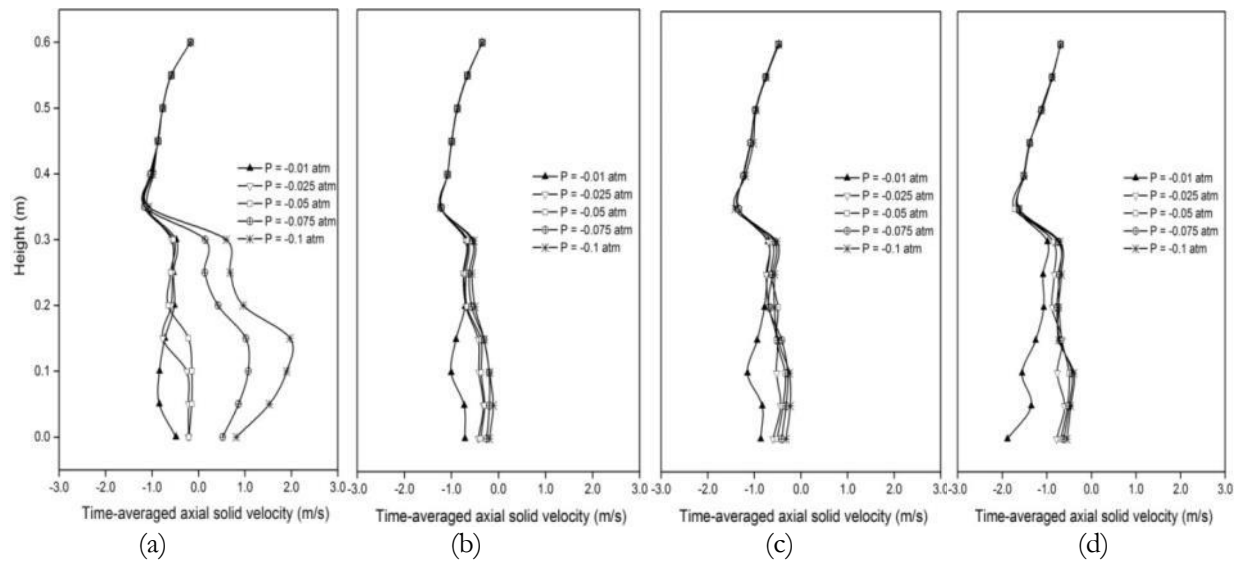 0.6
0.5
0.4
0.3
0.2
0.1
0.0
Height (m)
P = -0.01 atm
P = -0.025 atm
P = -0.05 atm
P = -0.075 atm
P = -0.1 atm
-3.0 -2.0 -1.0 0.0 1.0 2.0 3.0
Time-averaged axial solid velocity (m/s)
(a)
P = -0.01 atm
P = -0.025 atm
P = -0.05 atm
P = -0.075 atm
P = -0.1 atm
-3.0 -2.0 -1.0 0.0 1.0 2.0 3.0
Time-averaged axial solid velocity (m/s)
(b)
P = -0.01 atm
P = -0.025 atm
P = -0.05 atm
P = -0.075 atm
P = -0.1 atm
-3.0 -2.0 -1.0 0.0 1.0 2.0 3.0
Time-averaged axial solid velocity (m/s)
(c)
P = -0.01 atm
P = -0.025 atm
P = -0.05 atm
P = -0.075 atm
P = -0.1 atm
-3.0 -2.0 -1.0 0.0 1.0 2.0 3.0
Time-averaged axial solid velocity (m/s)
(d)